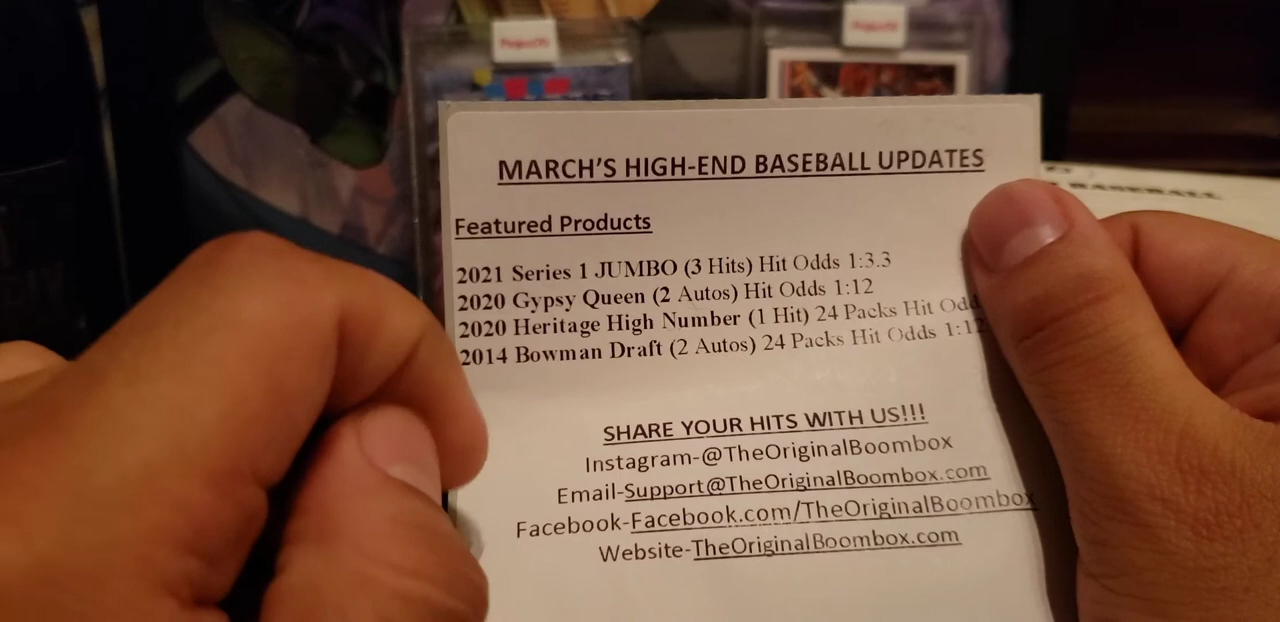 MARCH'S HIGH-END BASEBALL UPDATES
Featured Products
2021 Series 1 JUMBO (3 Hits) Hit Odds 1:3.3
2020 Gypsy Queen (2 Autos) Hit Odds 1:12
2020 Heritage High Number (1 Hit) 24 Packs Hit
2014 Bowman Draft (2 Autos) 24 Packs Hit Odds 1:12
SHARE YOUR HITS WITH US!!!
Instagram-@TheOriginalBoombox
Email-Support@TheOriginalBoombox.com
Facebook-Facebook.com/TheOriginalBoombox
Website-TheOriginalBoombox.com
BASEBALL